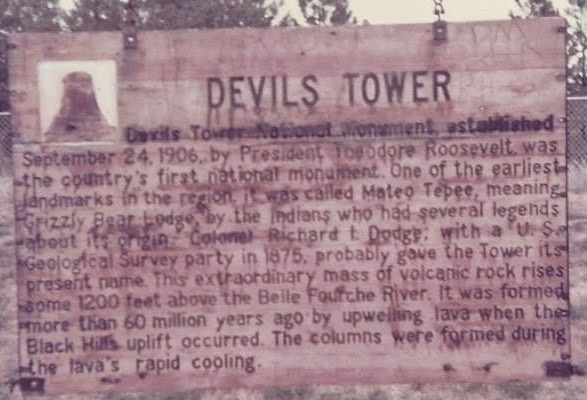 DEVILS TOWER
Devils Tower National Monument, established
September 24, 1906, by President Theodore Roosevelt, was
the country's first national monument. One of the earliest
landmarks in the region, it was called Mateo Tepee, meaning
Grizzly Bear Lodge, by the Indians who had several legends
about its origin. Colonel Richard I. Dodge, with a U. S.
Geological Survey party in 1875, probably gave the Tower its
present name. This extraordinary mass of volcanic rock rises
some 1200 feet above the Belle Fourche River. It was formed
more than 60 million years ago by upwelling lava when the
Black Hills uplift occurred. The columns were formed during
the lava's rapid cooling.